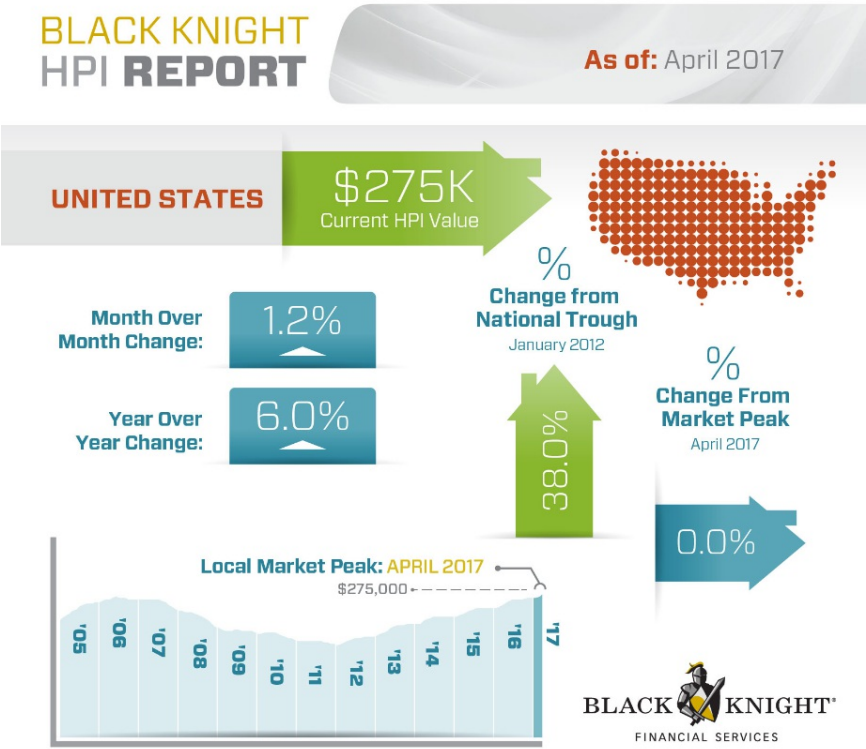 BLACK KNIGHT
HPI REPORT
As of: April 2017
UNITED STATES
$275K
Current HPI Value
Month Over
Month Change:
1.2%
Year Over
Year Change:
6.0%
%
Change from
National Trough
January 2012
38.0%
%
Change From
Market Peak
April 2017
0.0%
Local Market Peak: APRIL 2017
$275,000
'05
'06
'07
'08
'09
'10
'11
'12
'13
'14
'15
'16
'17
BLACK KNIGHT®
FINANCIAL SERVICES